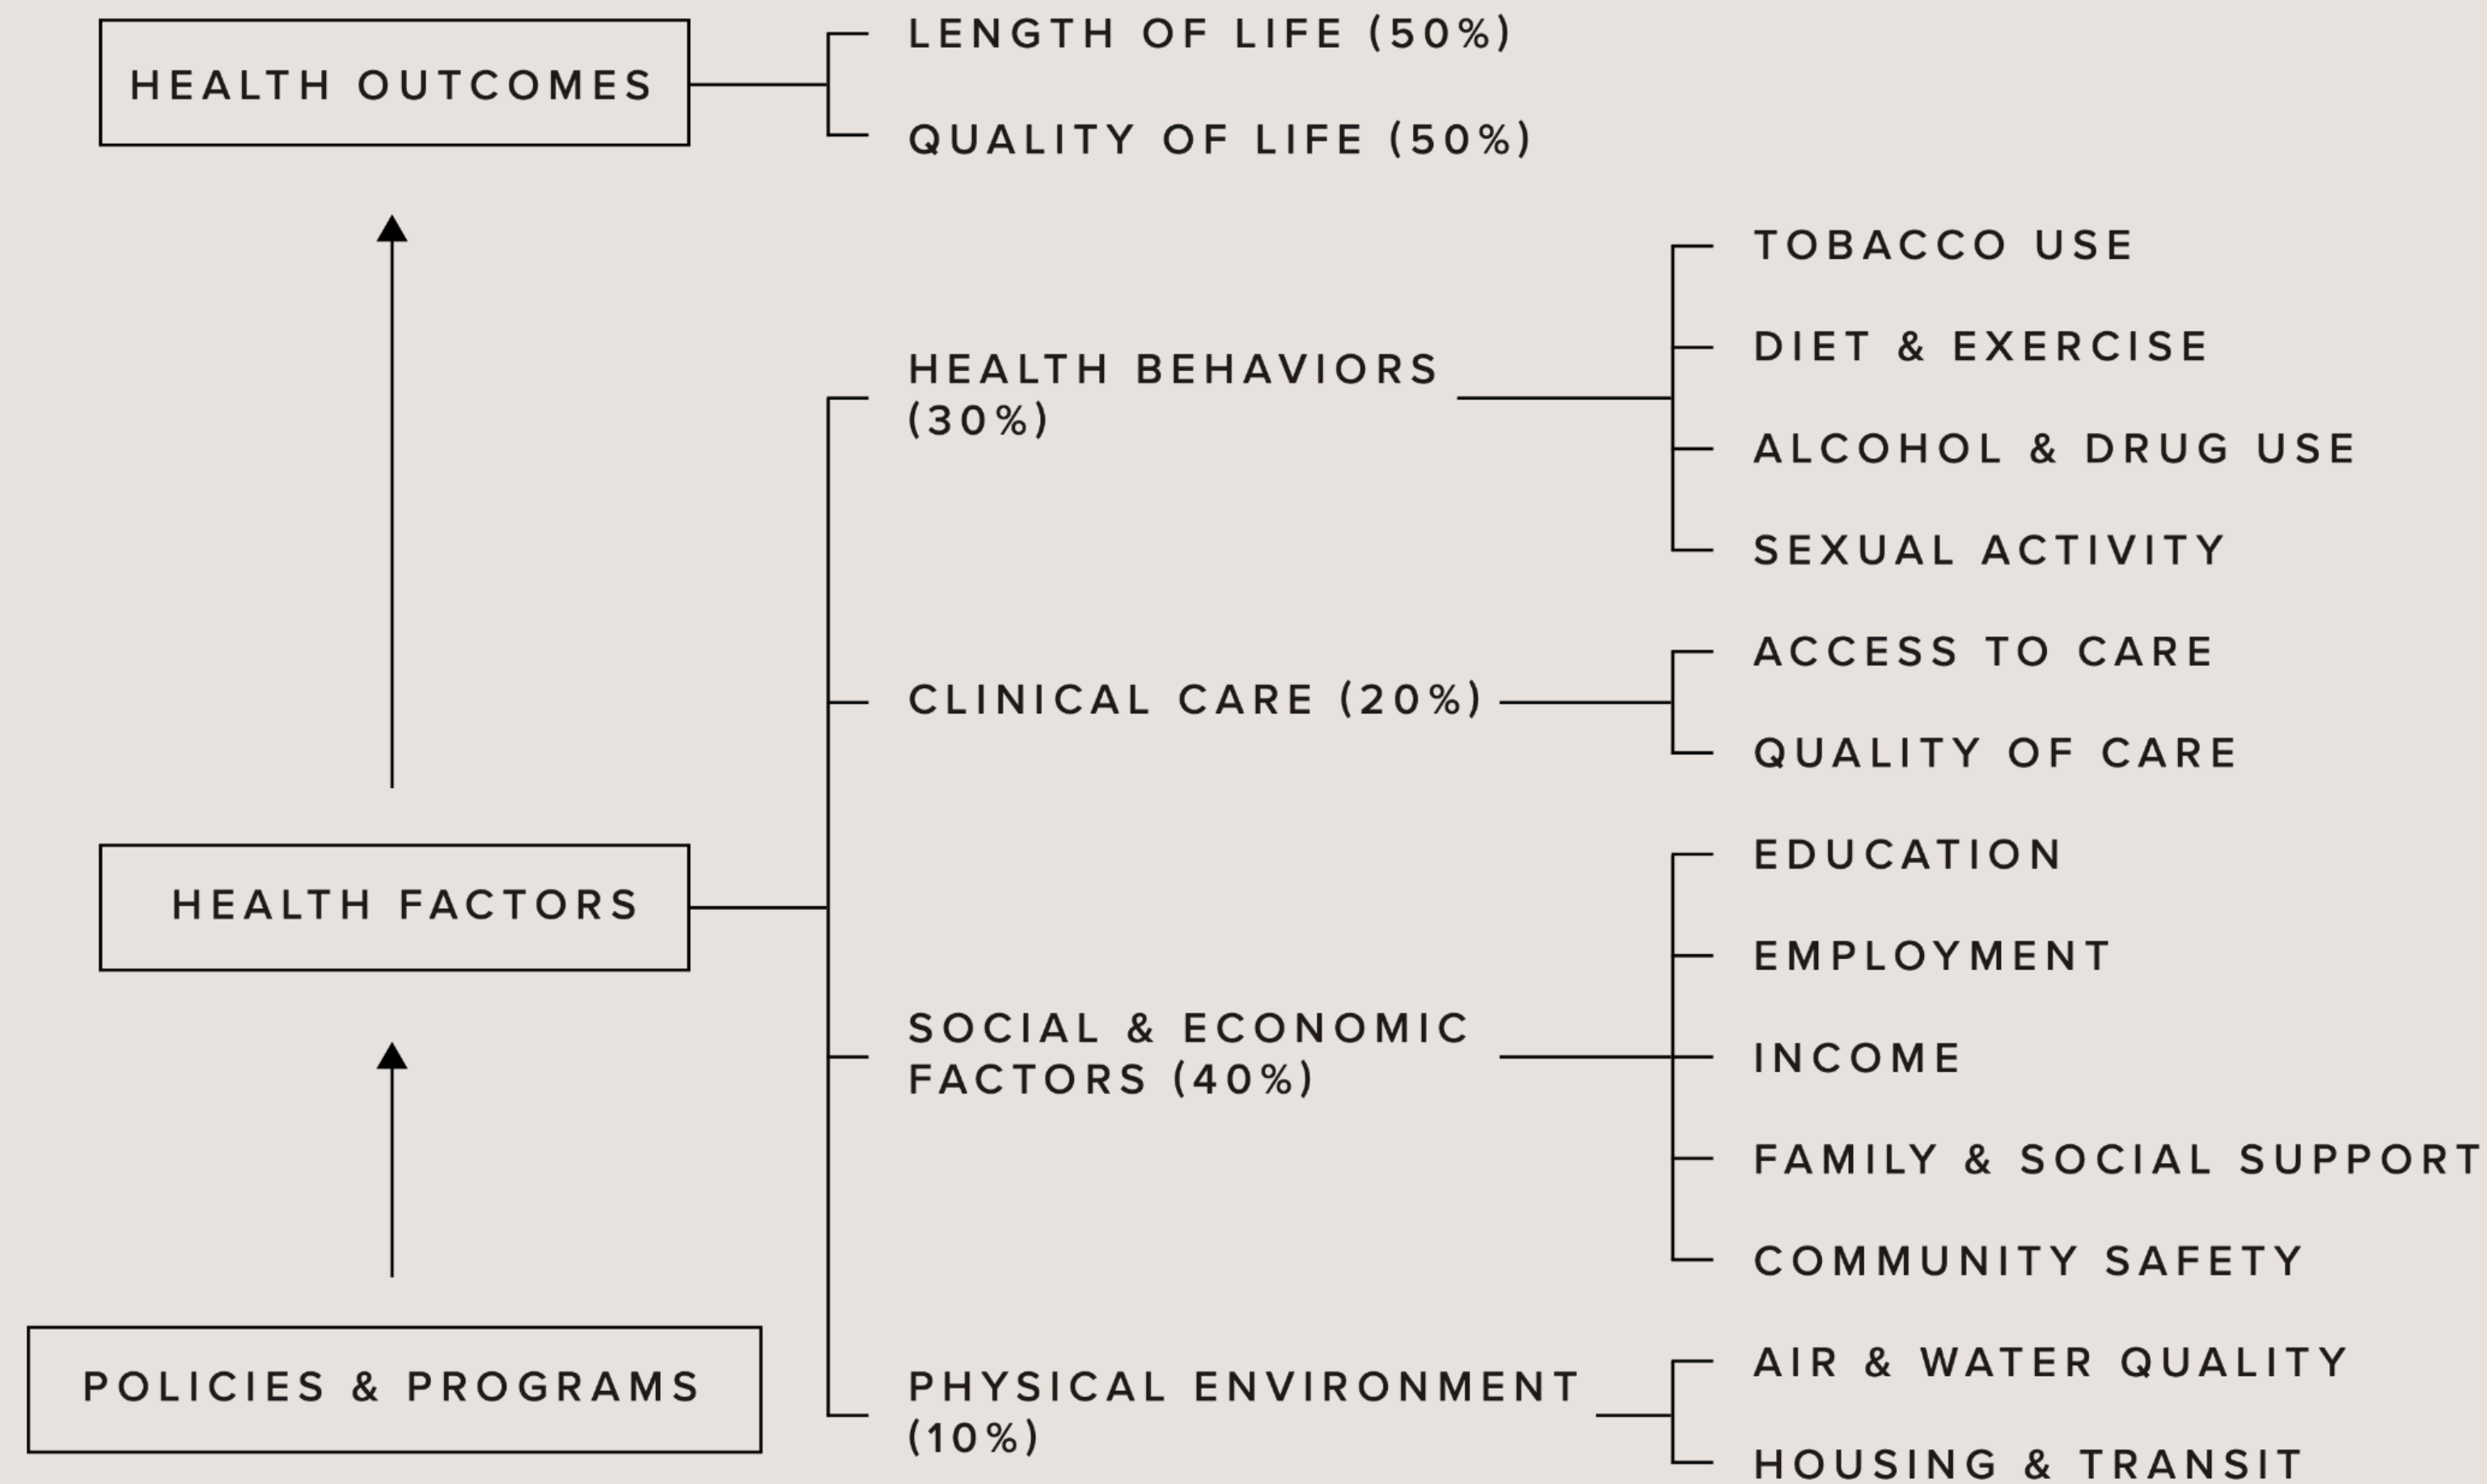 HEALTH OUTCOMES
LENGTH OF LIFE (50%)
QUALITY OF LIFE (50%)
HEALTH FACTORS
HEALTH BEHAVIORS
(30%)
TOBACCO USE
DIET & EXERCISE
ALCOHOL & DRUG USE
SEXUAL ACTIVITY
CLINICAL CARE (20%)
ACCESS TO CARE
QUALITY OF CARE
SOCIAL & ECONOMIC
FACTORS (40%)
EDUCATION
EMPLOYMENT
INCOME
FAMILY & SOCIAL SUPPORT
COMMUNITY SAFETY
PHYSICAL ENVIRONMENT
(10%)
AIR & WATER QUALITY
HOUSING & TRANSIT
POLICIES & PROGRAMS